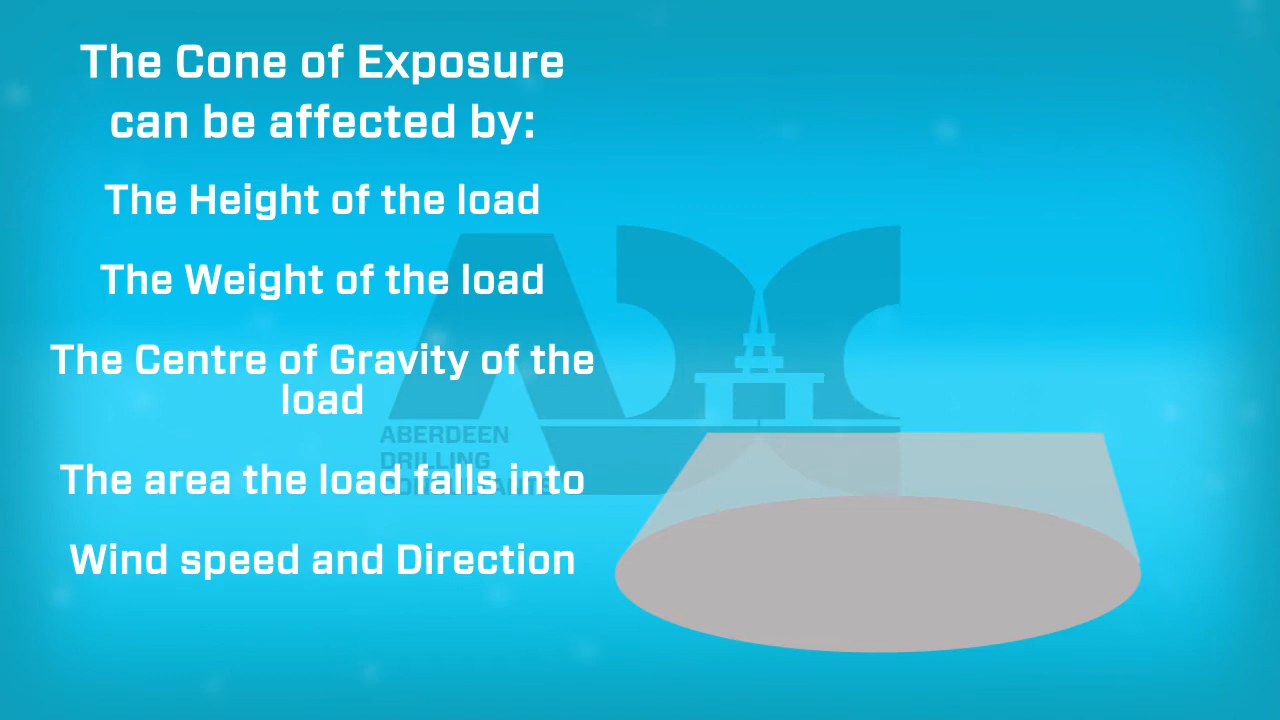 The Cone of Exposure
can be affected by:
The Height of the load
The Weight of the load
The Centre of Gravity of the
load
ABERDEEN
DRILLING
The area the load falls into
Wind speed and Direction